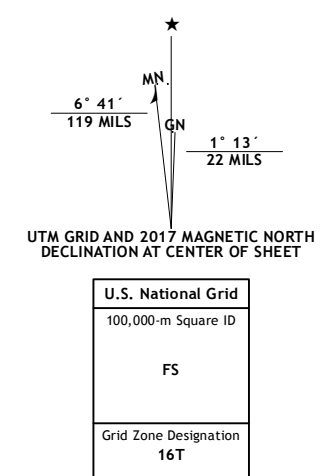 ★
MN
6° 41´
119 MILS
GN
1° 13´
22 MILS
UTM GRID AND 2017 MAGNETIC NORTH
DECLINATION AT CENTER OF SHEET
U.S. National Grid
100,000-m Square ID
FS
Grid Zone Designation
16T